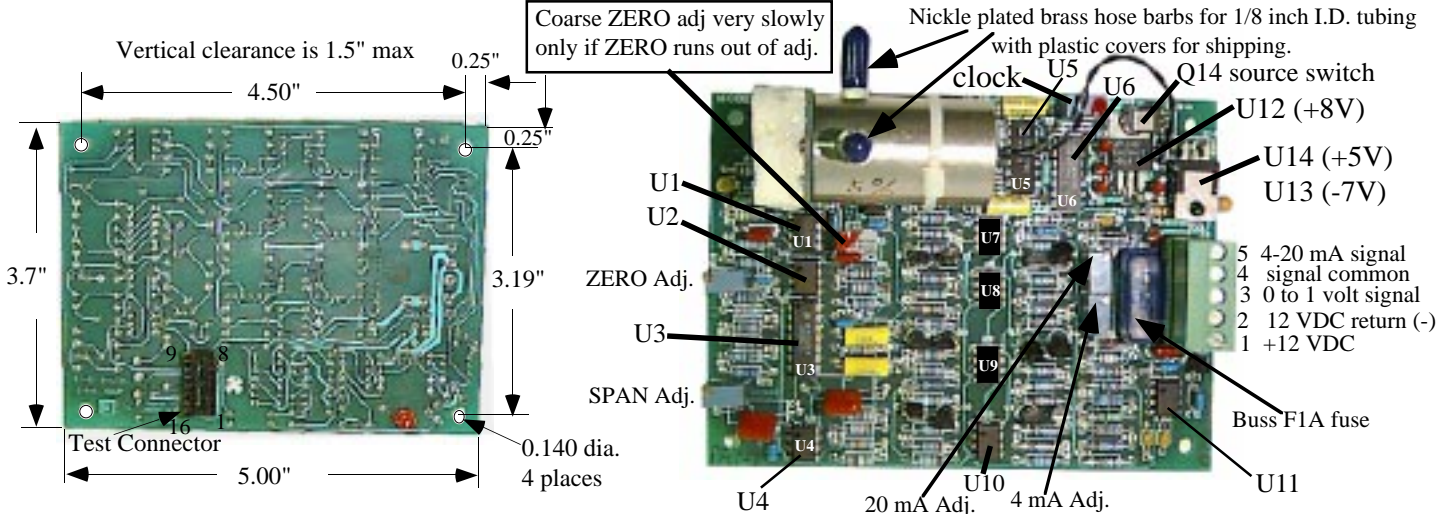 Vertical clearance is 1.5" max
0.25"
4.50"
0.25"
3.7"
3.19"
9
8
16
1
Test Connector
5.00"
0.140 dia.
4 places
Coarse ZERO adj very slowly
only if ZERO runs out of adj.
Nickle plated brass hose barbs for 1/8 inch I.D. tubing
with plastic covers for shipping.
clock
U5
U6
Q14 source switch
U12 (+8V)
U14 (+5V)
U13 (-7V)
U1
U2
ZERO Adj.
U3
SPAN Adj.
U4
U5
U6
U1
U7
U8
U3
U9
U4
5 4-20 mA signal
4 signal common
3 0 to 1 volt signal
2 12 VDC return (-)
1 +12 VDC
Buss F1A fuse
U10
U11
20 mA Adj.
4 mA Adj.